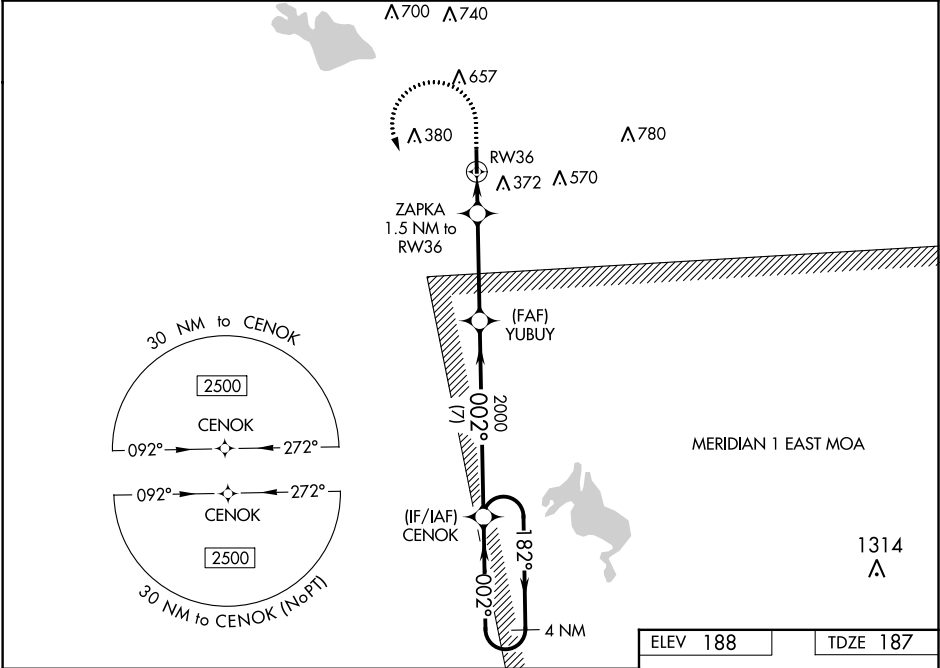 700
740
657
380
780
RW36
372
570
ZAPKA
1.5 NM to
RW36
(FAF)
YUBUY
30 NM to CENOK
2500
CENOK
092°
272°
092°
272°
CENOK
2500
30 NM to CENOK (NoPT)
2000
002°
(7)
MERIDIAN 1 EAST MOA
(IF/IAF)
CENOK
182°
002°
4 NM
1314
ELEV 188
TDZE 187